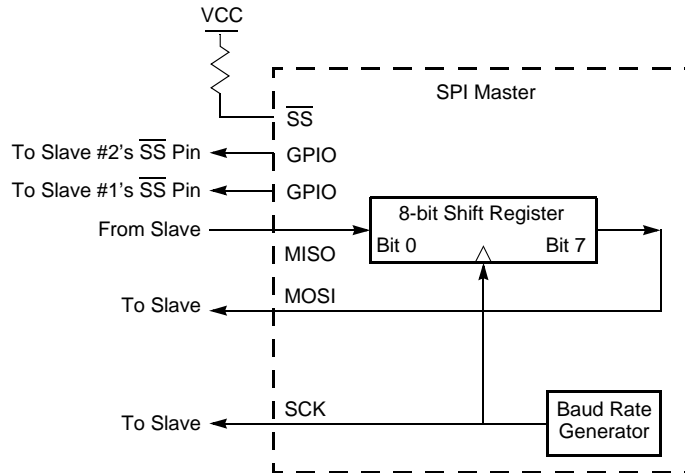 VCC
SPI Master
SS
To Slave #2's SS Pin
GPIO
To Slave #1's SS Pin
GPIO
8-bit Shift Register
From Slave
Bit 0
Bit 7
MISO
MOSI
To Slave
SCK
To Slave
Baud Rate
Generator